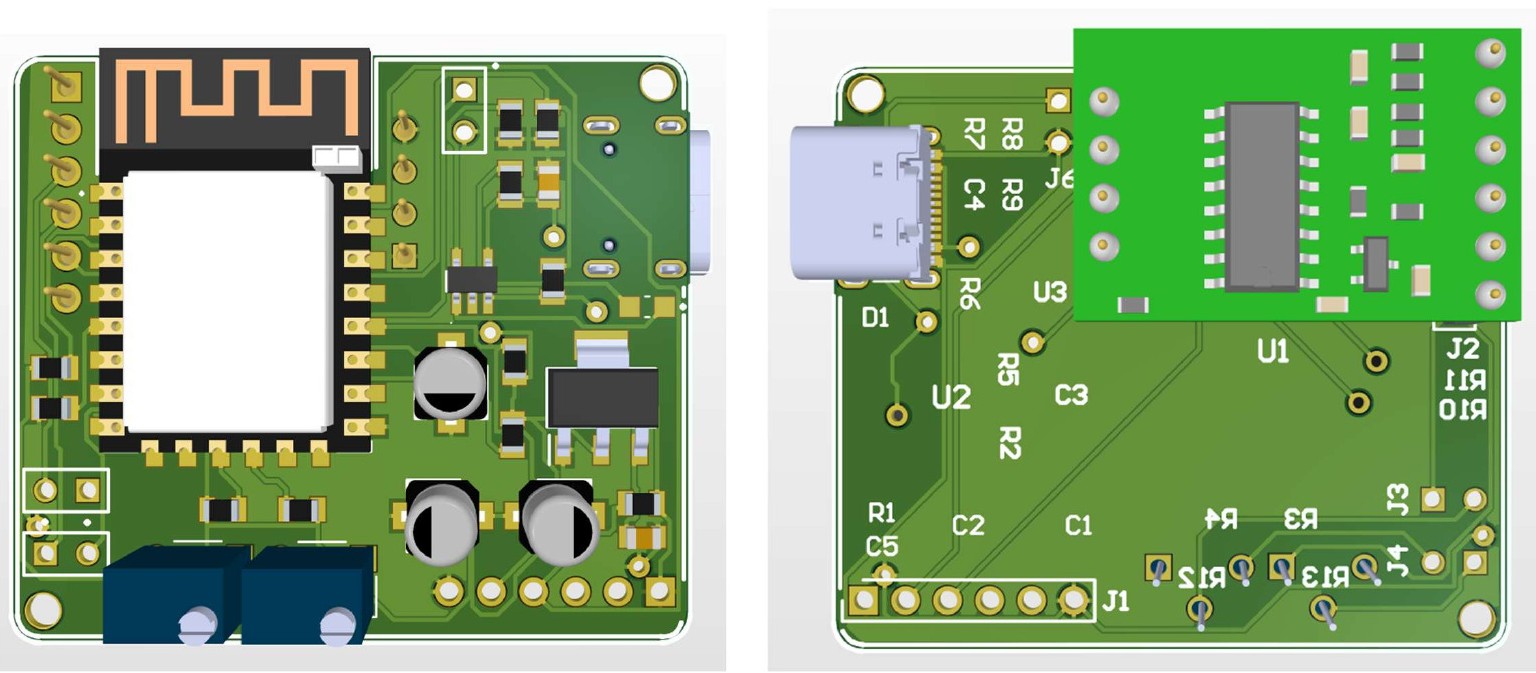 R7 R8
J6
C4 R9
R6 U3
D1
U1 J2
R5
R11
U2 C3
R10
R2
J3
R1 R4 R3
C2 C1
C5
J4
R12 R13
J1